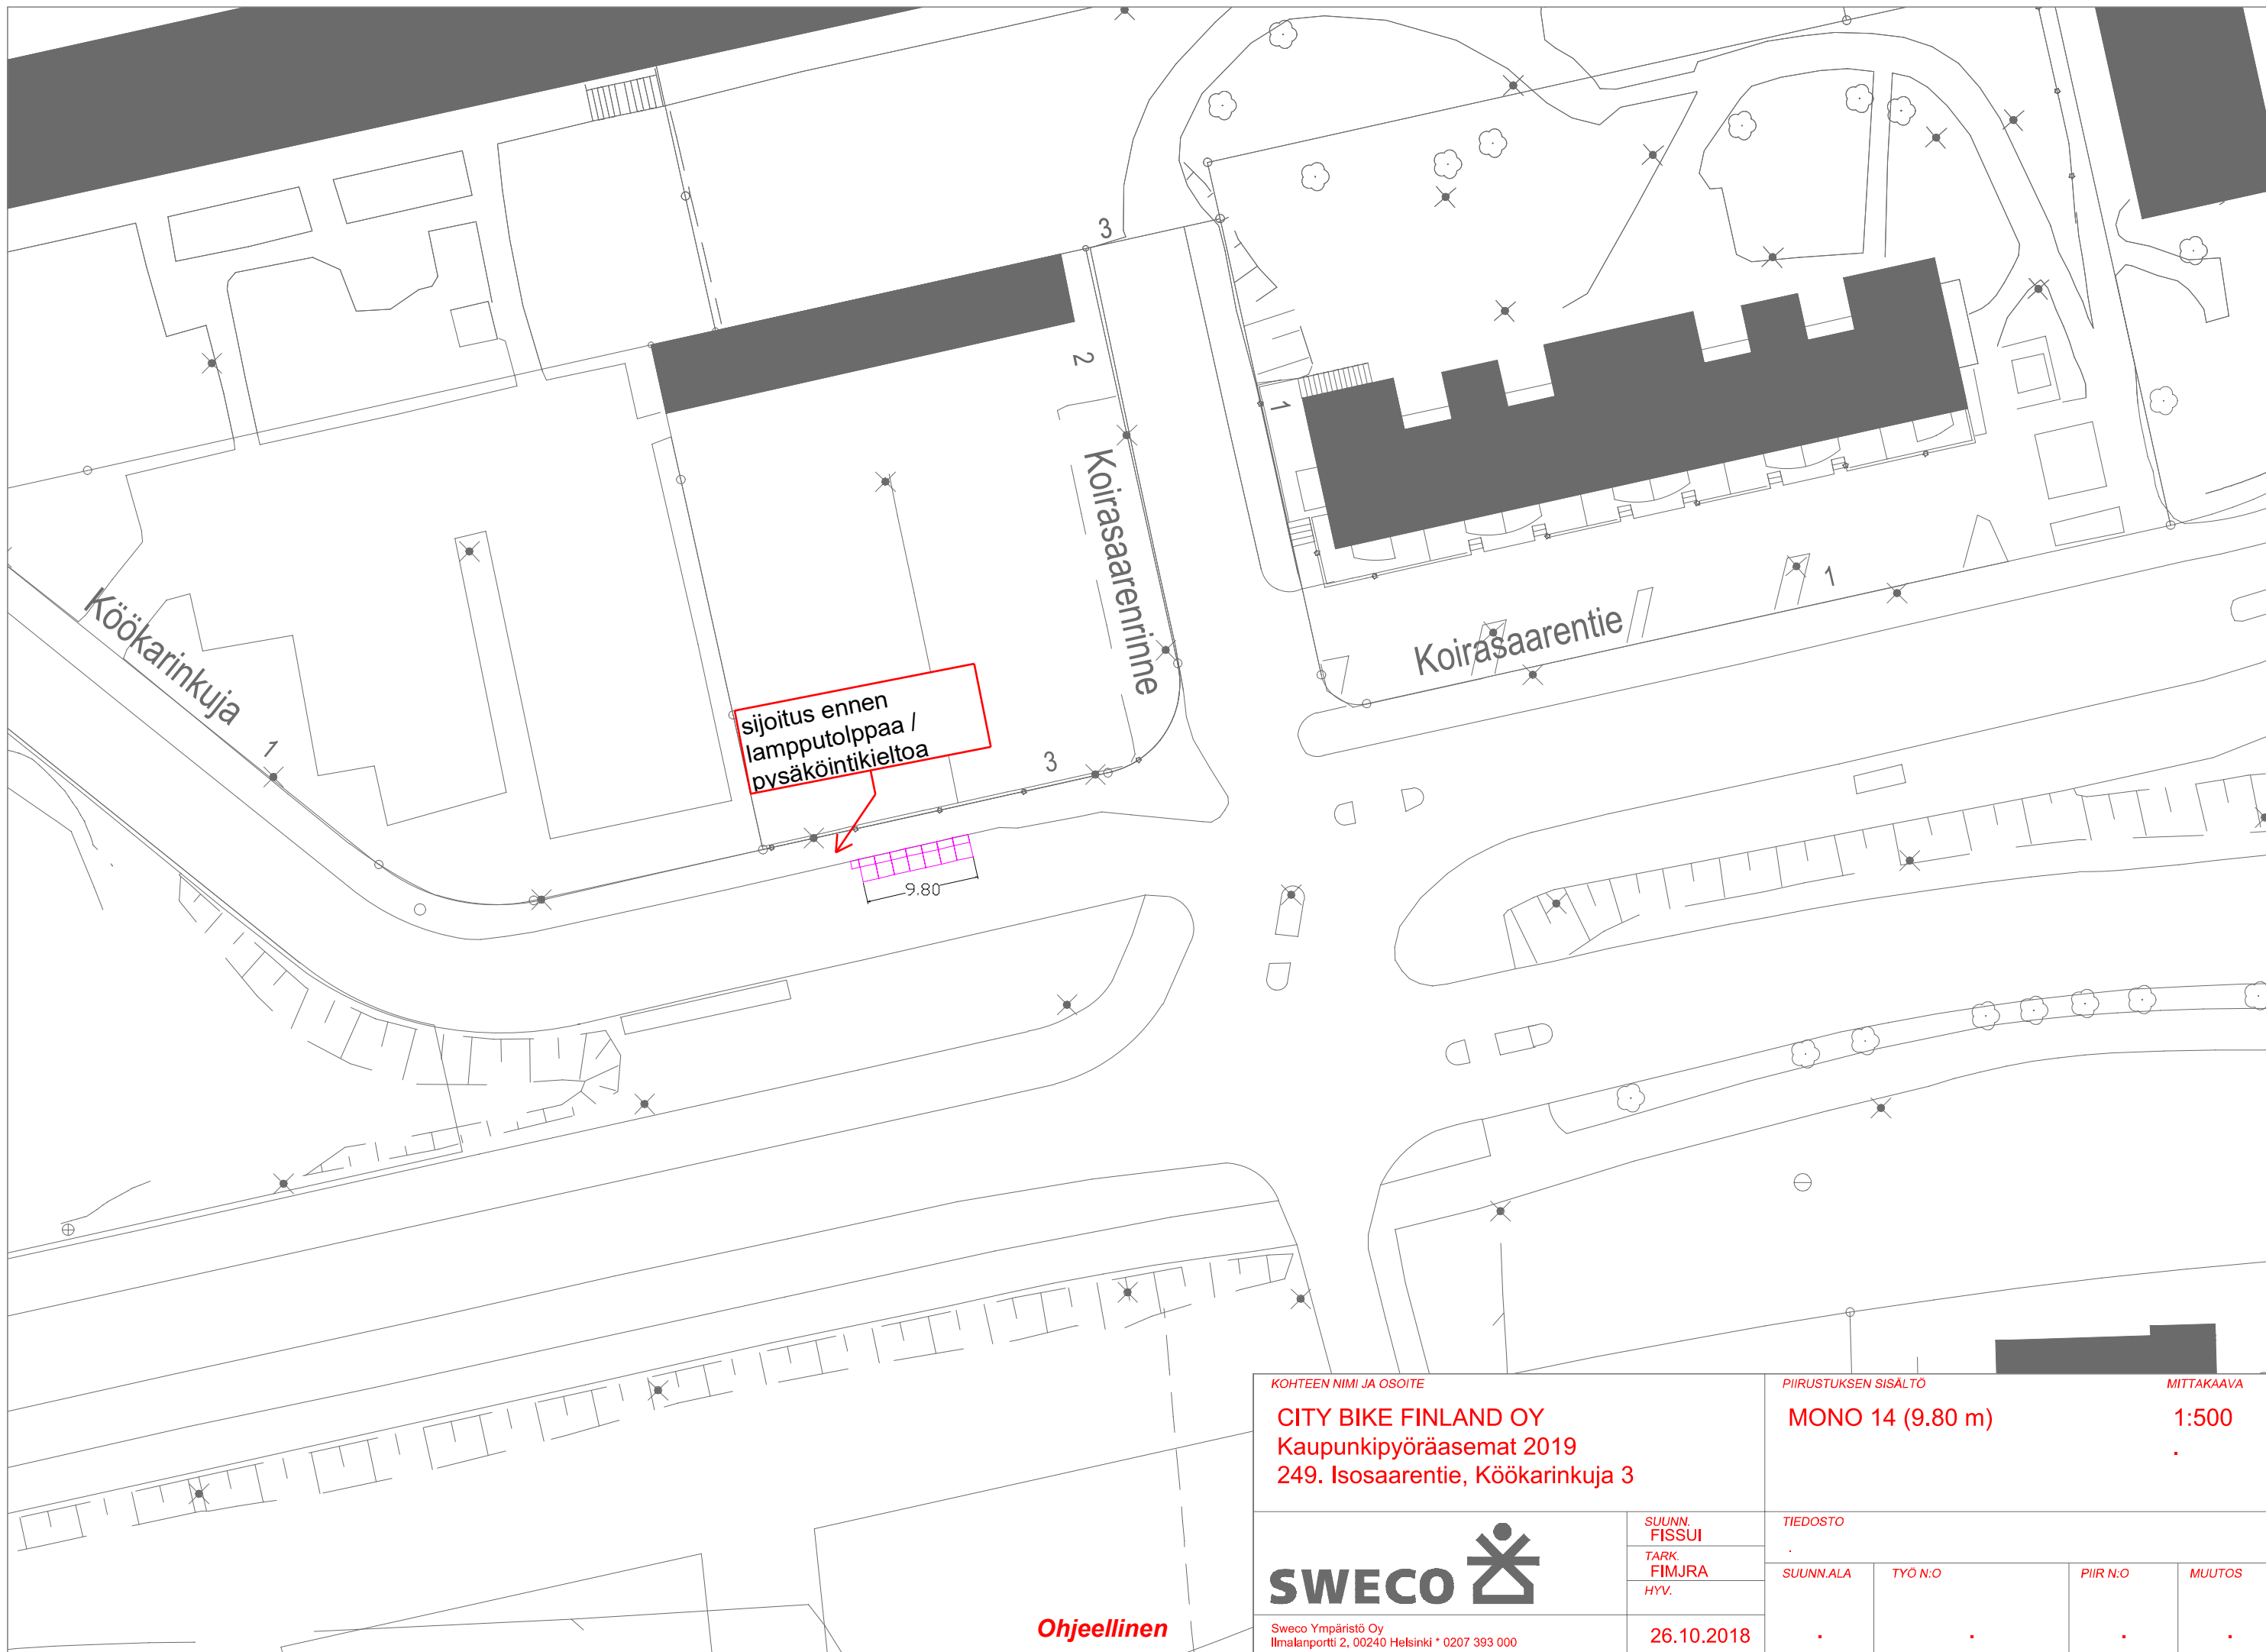 3
2
1
Koirasaarenrinne
Köökarinkuja
1
Koirasaarentie
1
sijoitus ennen
lampputolppaa /
pysäköintikieltoa
3
9.80
KOHTEEN NIMI JA OSOITE
CITY BIKE FINLAND OY
Kaupunkipyöräasemat 2019
249. Isosaarentie, Köökarinkuja 3
PIIRUSTUKSEN SISÄLTÖ
MITTAKAAVA
MONO 14 (9.80 m)
1:500
.
SWECO
SUUNN.
FISSUI
TARK.
FIMJRA
HYV.
TIEDOSTO
.
SUUNN.ALA
TYÖ N:O
PIIR N:O
MUUTOS
Ohjeellinen
Sweco Ympäristö Oy
Ilmalanportti 2, 00240 Helsinki * 0207 393 000
26.10.2018
. . . .